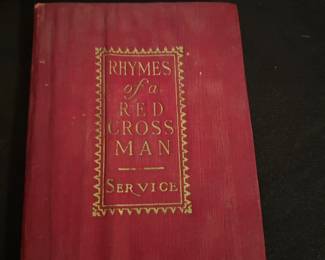 RHYMES
of a
RED
CROSS
MAN
SERVICE